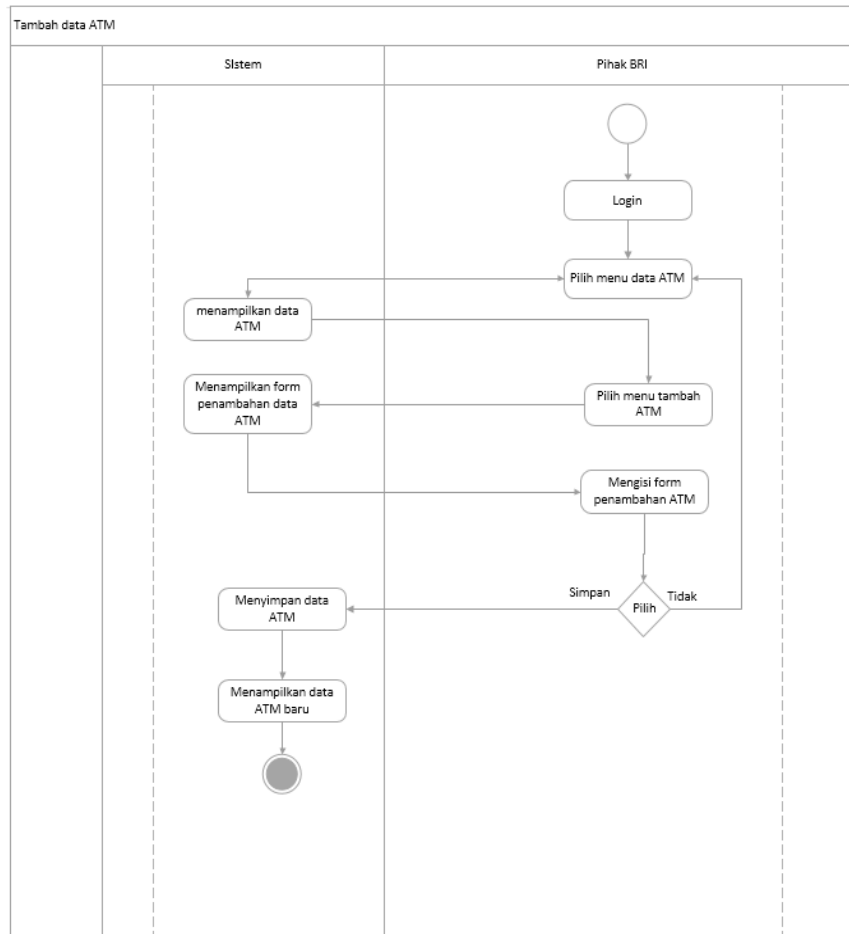 Tambah data ATM
SIstem
Pihak BRI
Login
Pilih menu data ATM
menampilkan data
ATM
Menampilkan form
penambahan data
ATM
Pilih menu tambah
ATM
Mengisi form
penambahan ATM
Simpan
Pilih
Tidak
Menyimpan data
ATM
Menampilkan data
ATM baru